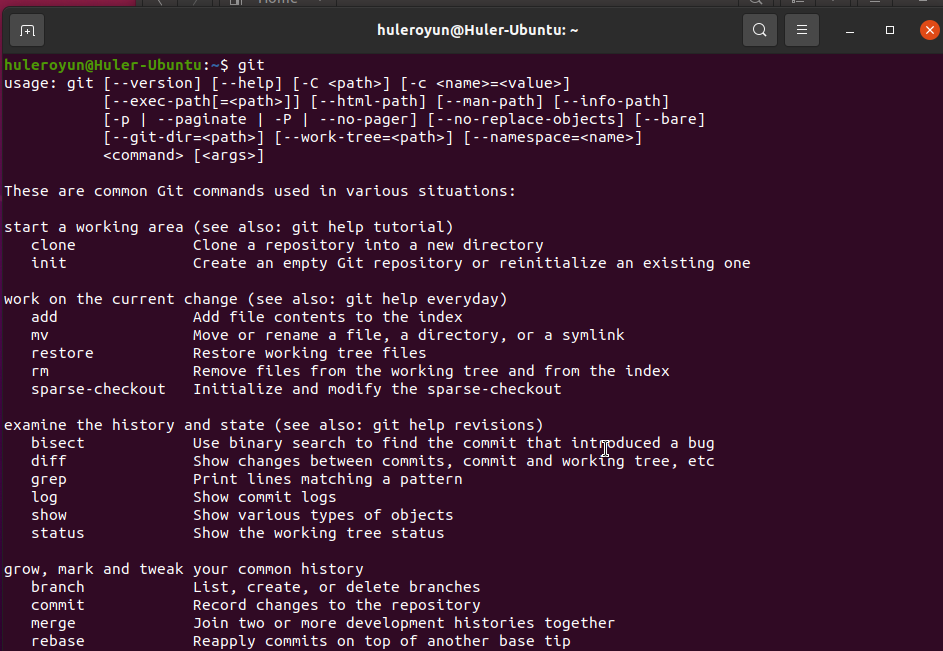 Home
huleroyun@Huler-Ubuntu: ~
huleroyun@Huler-Ubuntu:~$ git
usage: git [--version] [--help] [-C <path>] [-c <name>=<value>]
           [--exec-path[=<path>]] [--html-path] [--man-path] [--info-path]
           [-p | --paginate | -P | --no-pager] [--no-replace-objects] [--bare]
           [--git-dir=<path>] [--work-tree=<path>] [--namespace=<name>]
           <command> [<args>]

These are common Git commands used in various situations:

start a working area (see also: git help tutorial)
   clone             Clone a repository into a new directory
   init              Create an empty Git repository or reinitialize an existing one

work on the current change (see also: git help everyday)
   add               Add file contents to the index
   mv                Move or rename a file, a directory, or a symlink
   restore           Restore working tree files
   rm                Remove files from the working tree and from the index
   sparse-checkout   Initialize and modify the sparse-checkout

examine the history and state (see also: git help revisions)
   bisect            Use binary search to find the commit that introduced a bug
   diff              Show changes between commits, commit and working tree, etc
   grep              Print lines matching a pattern
   log               Show commit logs
   show              Show various types of objects
   status            Show the working tree status

grow, mark and tweak your common history
   branch            List, create, or delete branches
   commit            Record changes to the repository
   merge             Join two or more development histories together
   rebase            Reapply commits on top of another base tip